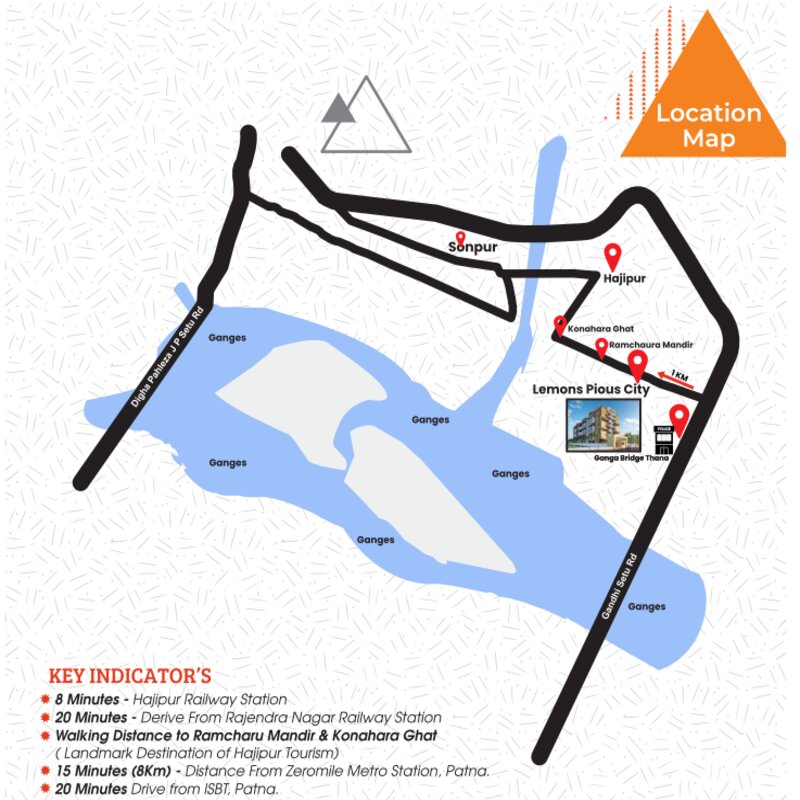 Location
Map
Sonpur
Hajipur
Konahara Ghat
Ramchaura Mandir
1 KM
Lemons Pious City
POLICE
Ganga Bridge Thana
Digha Pahleza J P Setu Rd
Ganges
Ganges
Ganges
Ganges
Ganges
Gandhi Setu Rd
Ganges
KEY INDICATOR'S
8 Minutes - Hajipur Railway Station
20 Minutes - Derive From Rajendra Nagar Railway Station
Walking Distance to Ramcharu Mandir & Konahara Ghat
( Landmark Destination of Hajipur Tourism)
15 Minutes (8Km) - Distance From Zeromile Metro Station, Patna.
20 Minutes Drive from ISBT, Patna.